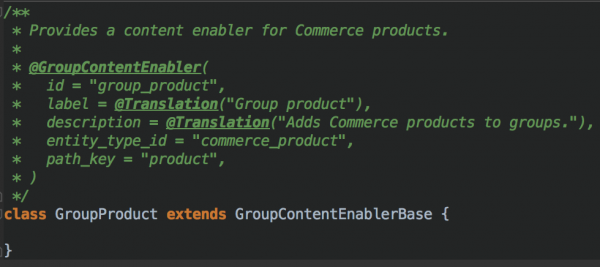 /**
 * Provides a content enabler for Commerce products.
 *
 * @GroupContentEnabler(
 *   id = "group_product",
 *   label = @Translation("Group product"),
 *   description = @Translation("Adds Commerce products to groups."),
 *   entity_type_id = "commerce_product",
 *   path_key = "product",
 * )
 */
class GroupProduct extends GroupContentEnablerBase {
}